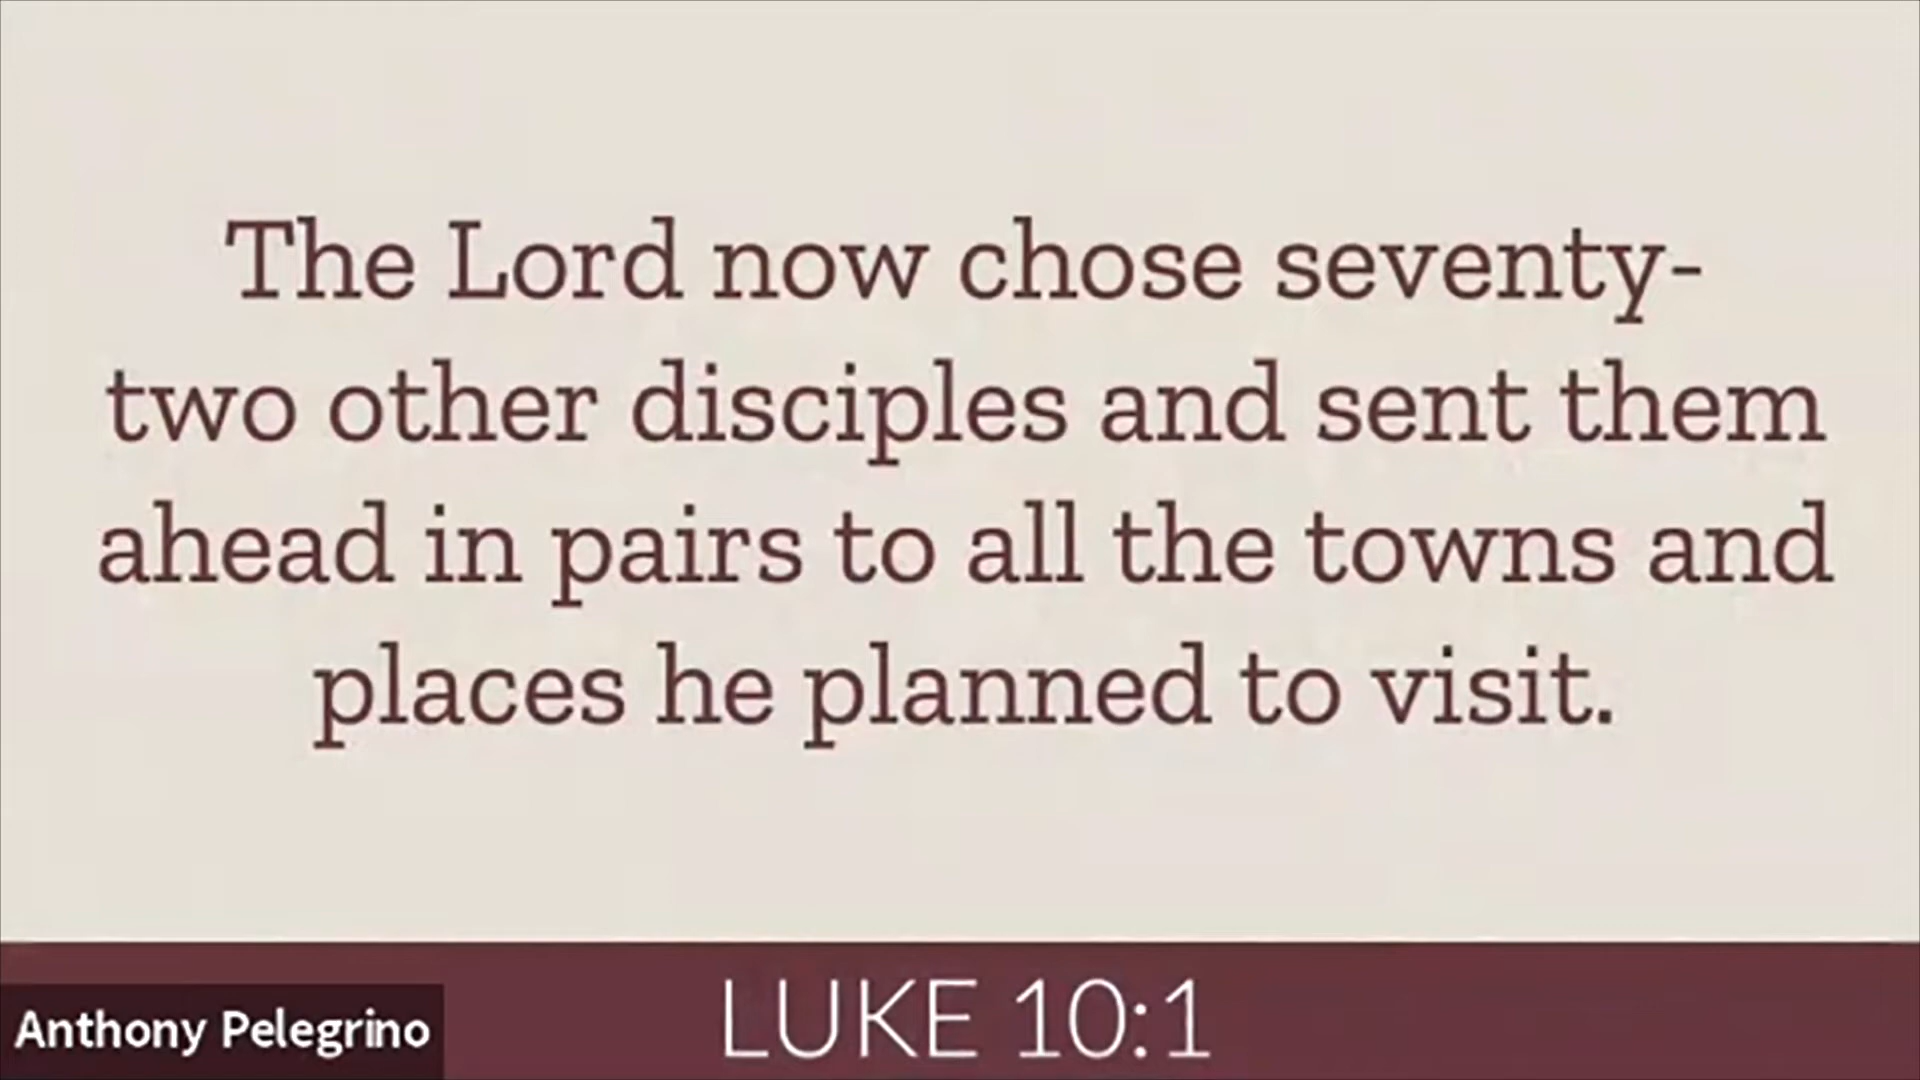 The Lord now chose seventy-
two other disciples and sent them
ahead in pairs to all the towns and
places he planned to visit.
LUKE 10:1
Anthony Pelegrino